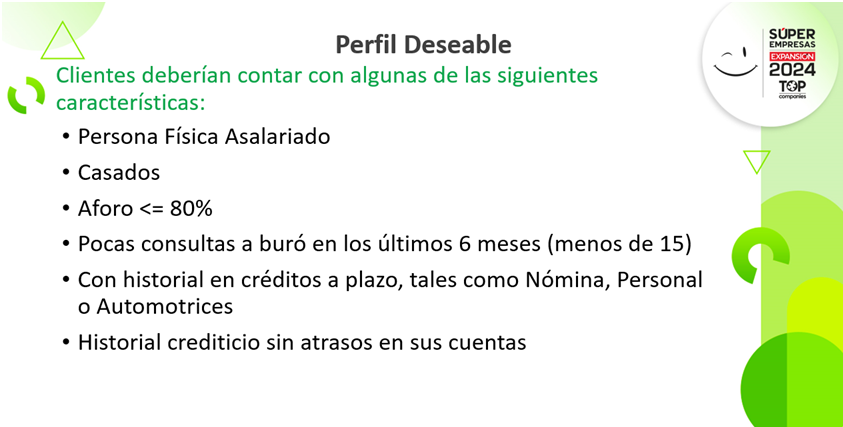 Perfil Deseable
SÚPER
EMPRESAS
EXPANSIÓN
2024
TOP
companies
Clientes deberían contar con algunas de las siguientes
características:
• Persona Física Asalariado
• Casados
• Aforo <= 80%
• Pocas consultas a buró en los últimos 6 meses (menos de 15)
• Con historial en créditos a plazo, tales como Nómina, Personal
o Automotrices
• Historial crediticio sin atrasos en sus cuentas